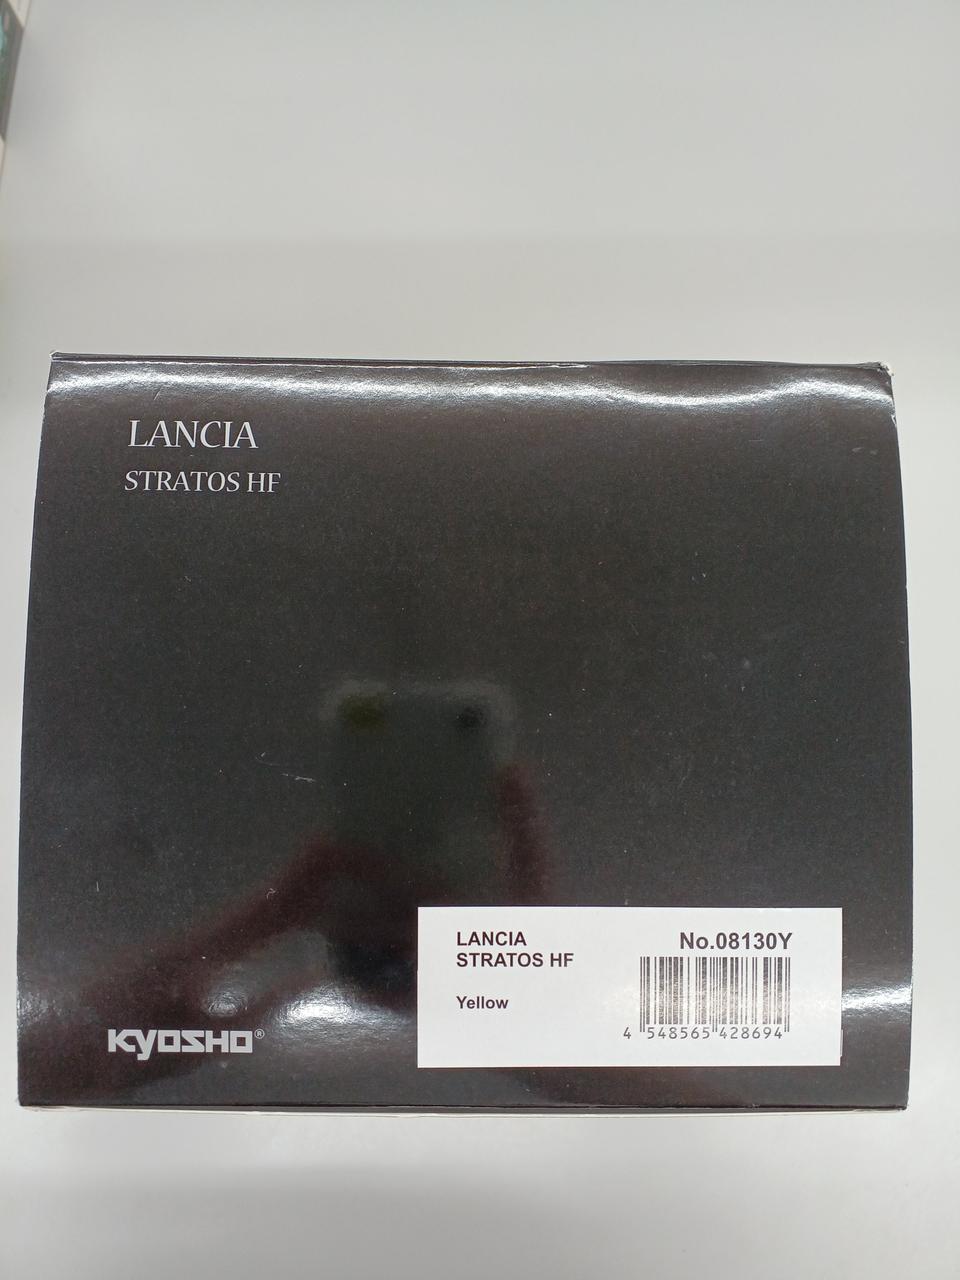 LANCIA
STRATOS HF
LANCIA
STRATOS HF
No.08130Y
Yellow
4 548565 428694
KYOSHO®